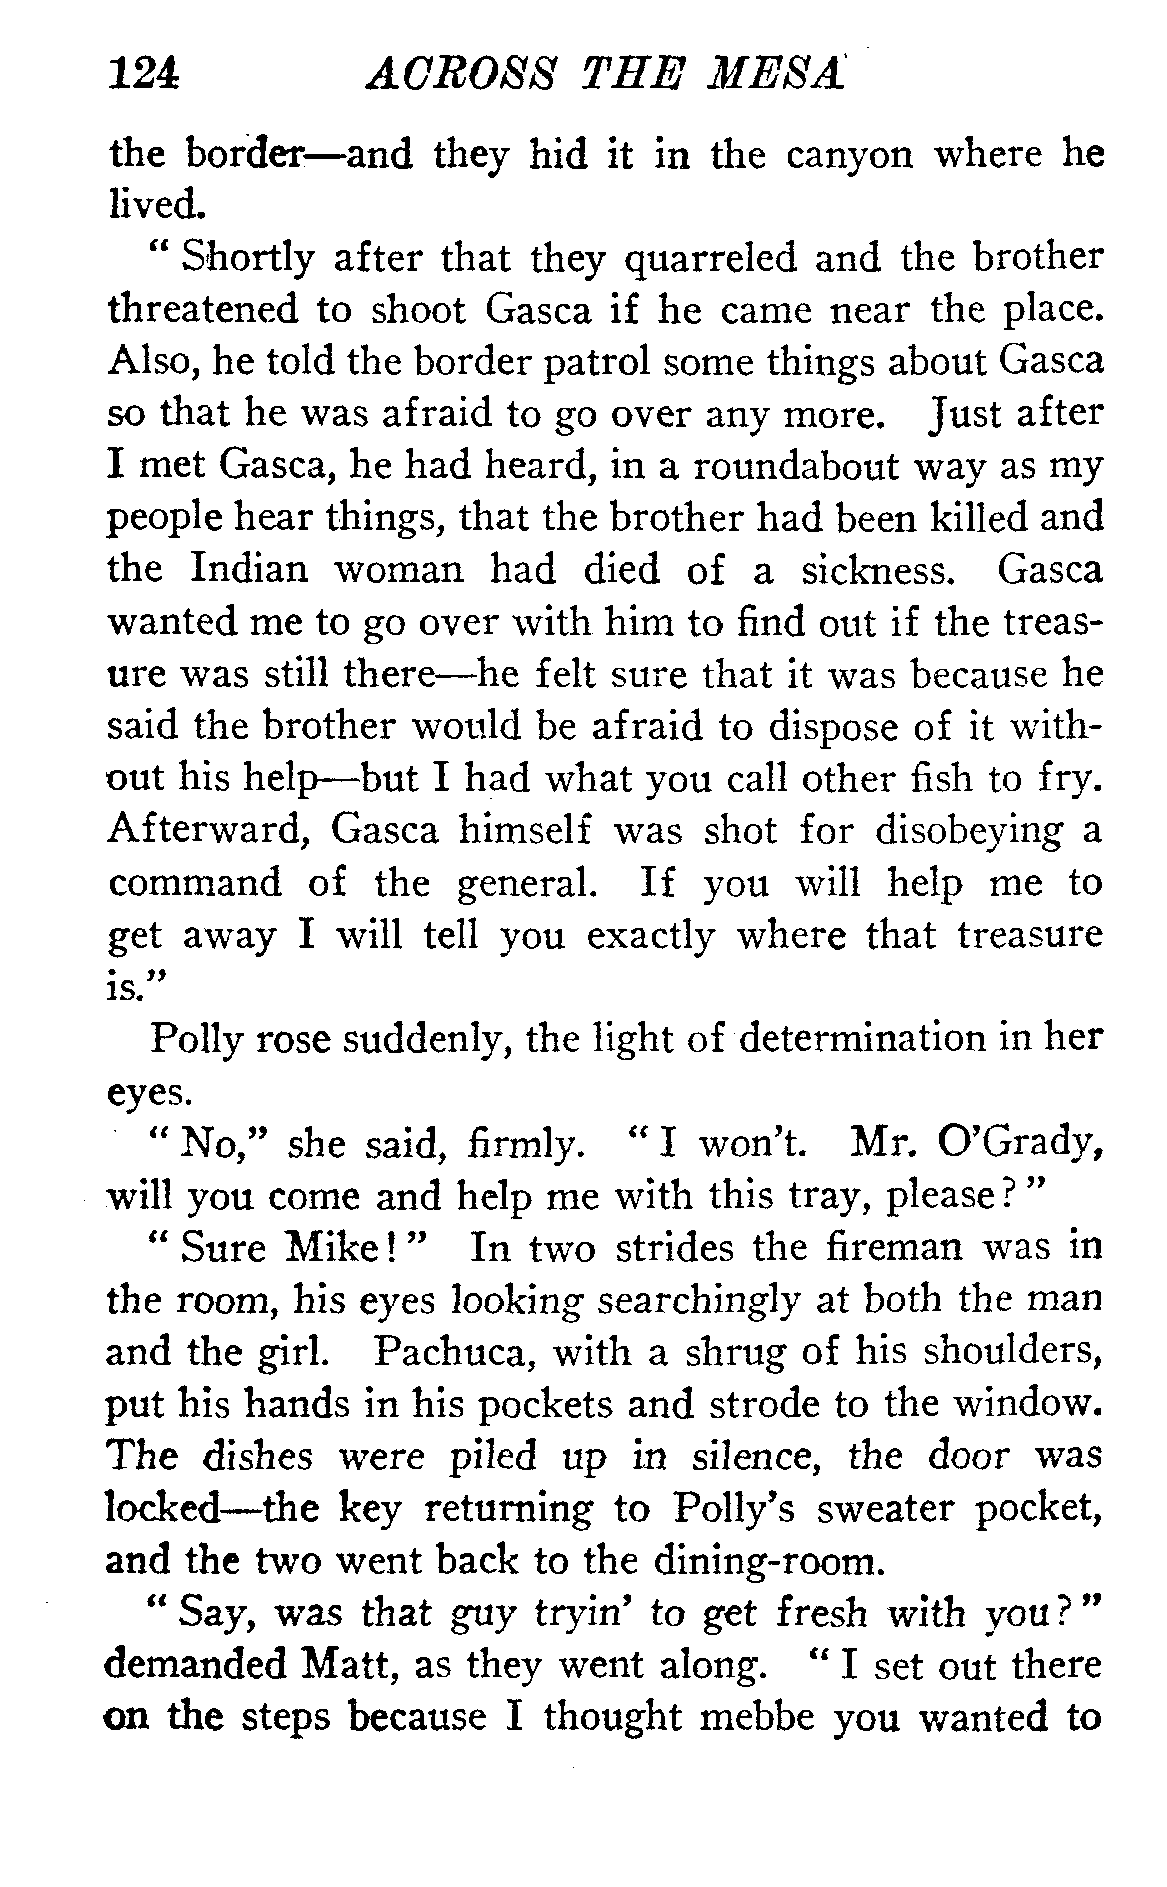 124 ACROSS THE MESA
the border—and they hid it in the canyon where he
lived.
" Shortly after that they quarreled and the brother
threatened to shoot Gasca if he came near the place.
Also, he told the border patrol some things about Gasca
so that he was afraid to go over any more. Just after
I met Gasca, he had heard, in a roundabout way as my
people hear things, that the brother had been killed and
the Indian woman had died of a sickness. Gasca
wanted me to go over with him to find out if the treas-
ure was still there—he felt sure that it was because he
said the brother would be afraid to dispose of it with-
out his help—but I had what you call other fish to fry.
Afterward, Gasca himself was shot for disobeying a
command of the general. If you will help me to
get away I will tell you exactly where that treasure
is."
Polly rose suddenly, the light of determination in her
eyes.
" No," she said, firmly. " I won't. Mr. O'Grady,
will you come and help me with this tray, please? "
" Sure Mike! " In two strides the fireman was in
the room, his eyes looking searchingly at both the man
and the girl. Pachuca, with a shrug of his shoulders,
put his hands in his pockets and strode to the window.
The dishes were piled up in silence, the door was
locked—the key returning to Polly's sweater pocket,
and the two went back to the dining-room.
" Say, was that guy tryin' to get fresh with you? "
demanded Matt, as they went along. " I set out there
on the steps because I thought mebbe you wanted to